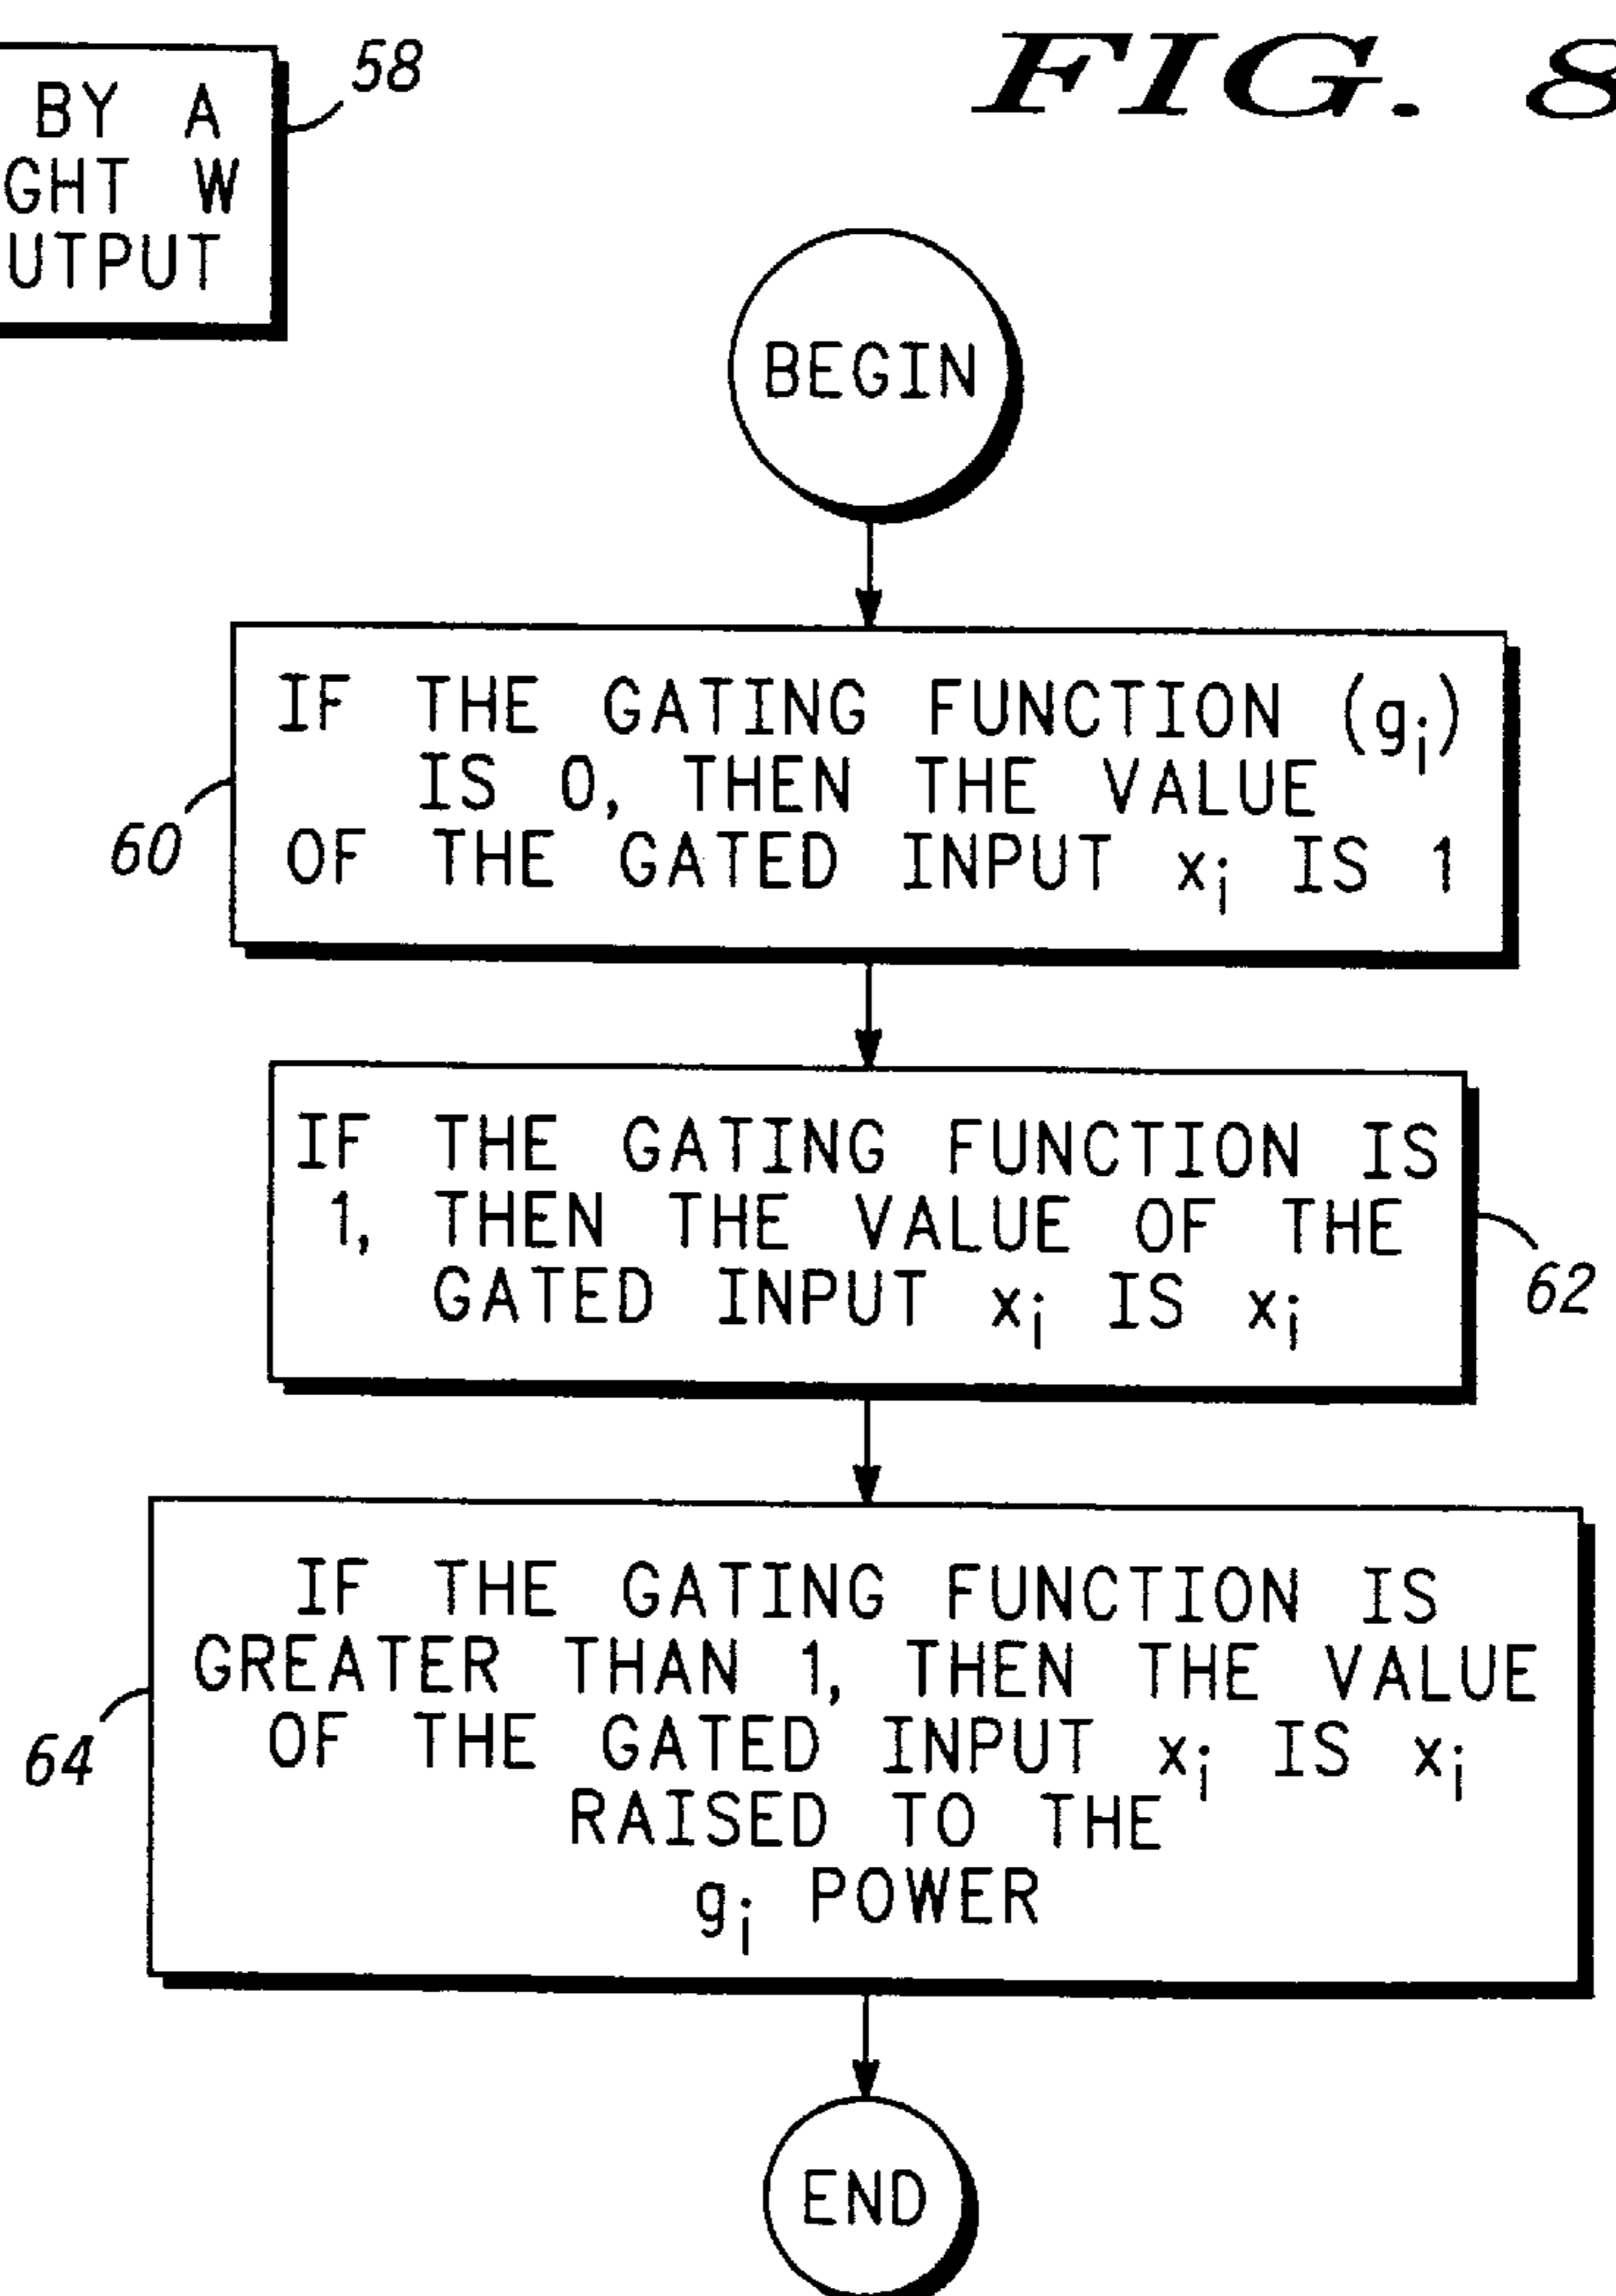 58
BY A
GHT W
UTPUT
FIG. 8
BEGIN
IF THE GATING FUNCTION (gi)
IS 0, THEN THE VALUE
OF THE GATED INPUT xi IS 1
60
IF THE GATING FUNCTION IS
1, THEN THE VALUE OF THE
GATED INPUT xi IS xi
62
IF THE GATING FUNCTION IS
GREATER THAN 1, THEN THE VALUE
OF THE GATED INPUT xi IS xi
RAISED TO THE
gi POWER
64
END